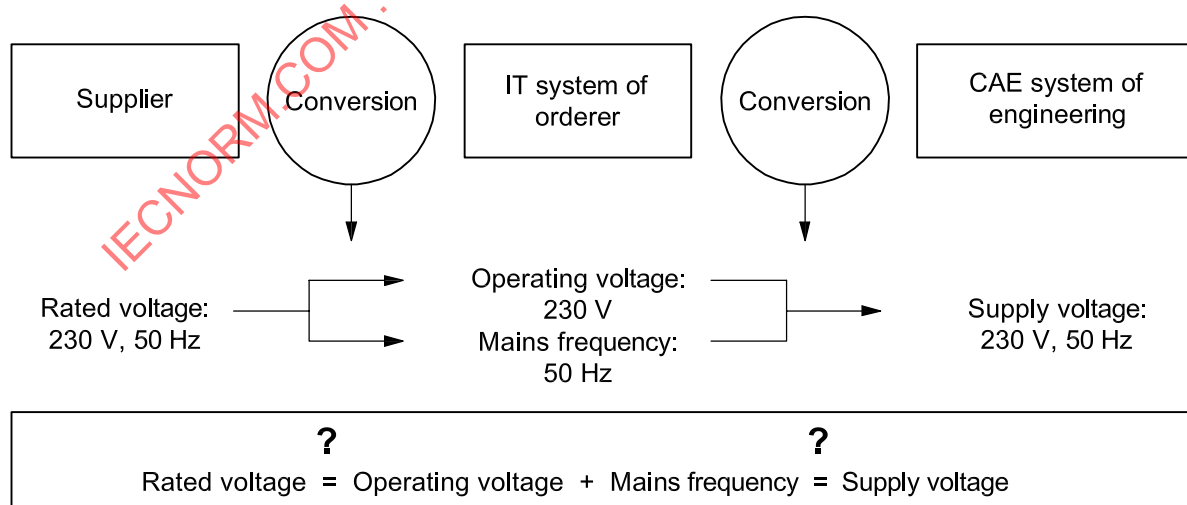 IECNORM.COM :
Supplier
Conversion
IT system of
orderer
Conversion
CAE system of
engineering
Rated voltage:
230 V, 50 Hz
Operating voltage:
230 V
Mains frequency:
50 Hz
Supply voltage:
230 V, 50 Hz
? ?
Rated voltage = Operating voltage + Mains frequency = Supply voltage